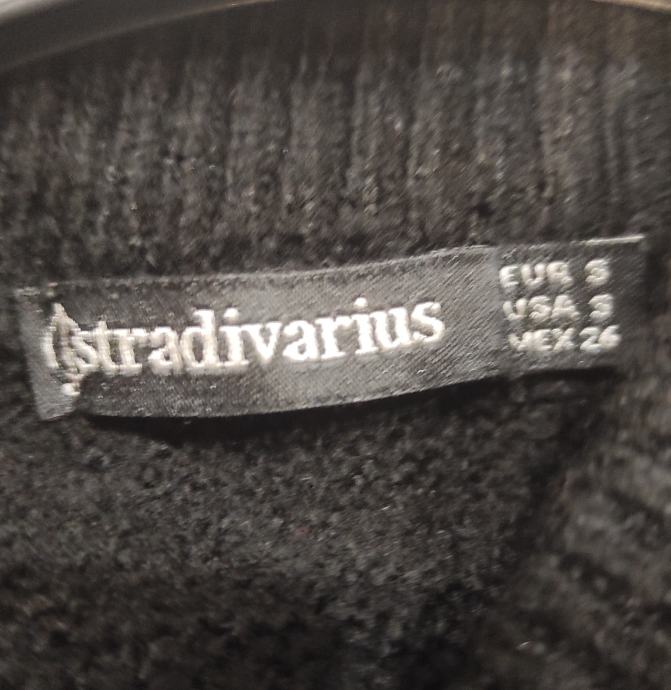 stradivarius
EUR S
USA S
MEX 26